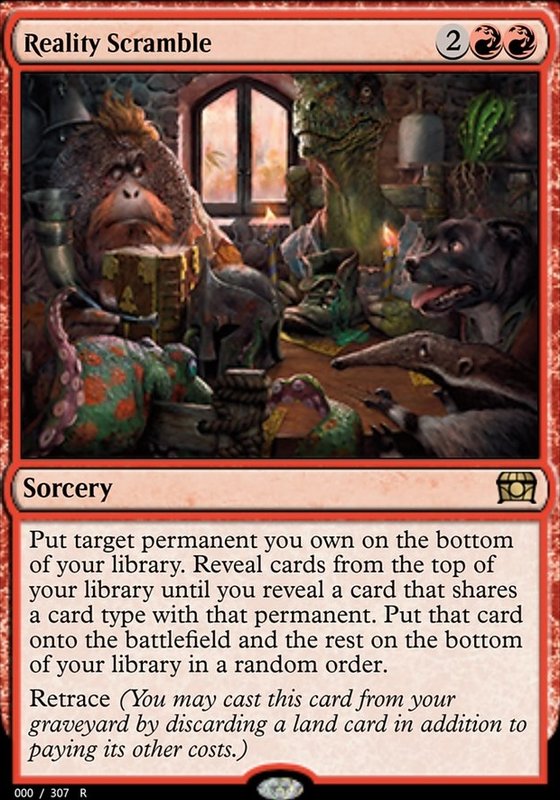 Reality Scramble 2
Sorcery
Put target permanent you own on the bottom
of your library. Reveal cards from the top of
your library until you reveal a card that shares
a card type with that permanent. Put that card
onto the battlefield and the rest on the bottom
of your library in a random order.
Retrace (You may cast this card from your
graveyard by discarding a land card in addition to
paying its other costs.)
000 / 307 R